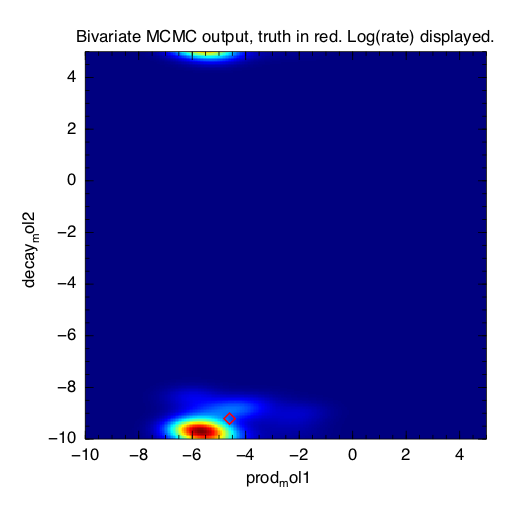 Bivariate MCMC output, truth in red. Log(rate) displayed.
4
2
0
−2
−4
−6
−8
−10
decay_mol2
−10 −8 −6 −4 −2 0 2 4
prod_mol1